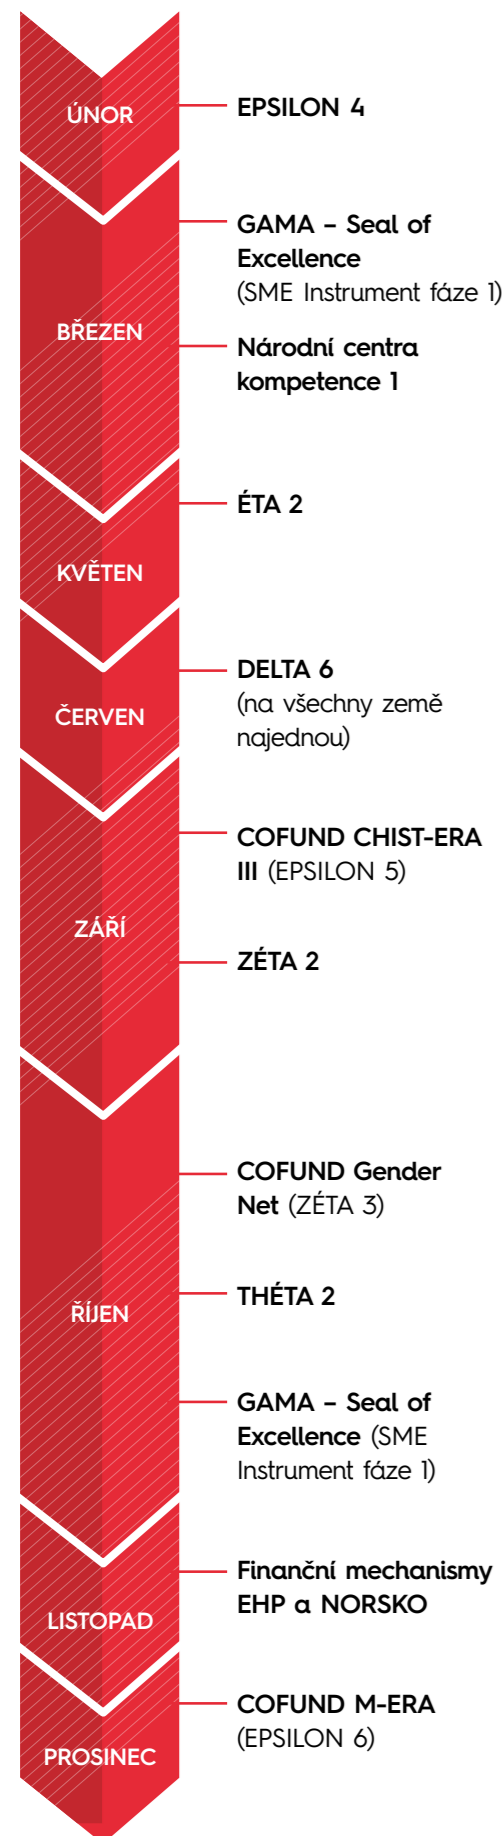 ÚNOR
EPSILON 4
BŘEZEN
GAMA – Seal of
Excellence
(SME Instrument fáze 1)
Národní centra
kompetence 1
KVĚTEN
ÉTA 2
ČERVEN
DELTA 6
(na všechny země
najednou)
ZÁŘÍ
COFUND CHIST-ERA
III (EPSILON 5)
ZÉTA 2
ŘÍJEN
COFUND Gender
Net (ZÉTA 3)
THÉTA 2
GAMA – Seal of
Excellence (SME
Instrument fáze 1)
LISTOPAD
Finanční mechanismy
EHP a NORSKO
PROSINEC
COFUND M-ERA
(EPSILON 6)